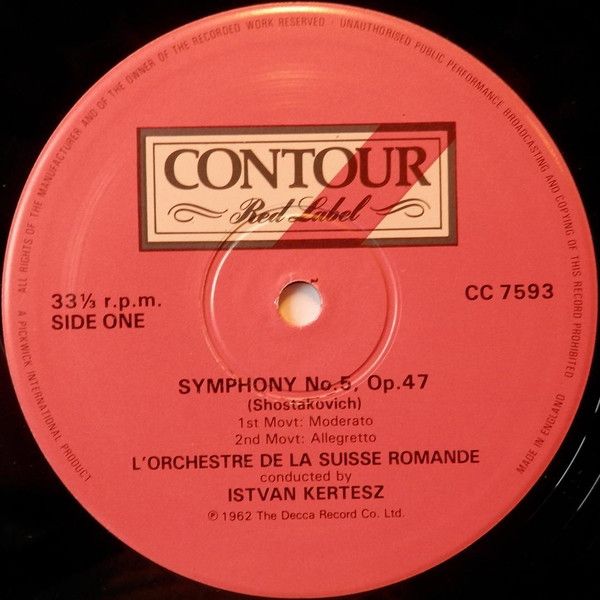 ALL RIGHTS OF THE MANUFACTURER AND OF THE OWNER OF THE RECORDED WORK RESERVED · UNAUTHORISED PUBLIC PERFORMANCE BROADCASTING AND COPYING OF THIS RECORD PROHIBITED
CONTOUR
Red Label
33⅓ r.p.m.
SIDE ONE
CC 7593
SYMPHONY No.5, Op.47
(Shostakovich)
1st Movt: Moderato
2nd Movt: Allegretto
L'ORCHESTRE DE LA SUISSE ROMANDE
conducted by
ISTVAN KERTESZ
℗ 1962 The Decca Record Co. Ltd.
A PICKWICK INTERNATIONAL PRODUCT
MADE IN ENGLAND